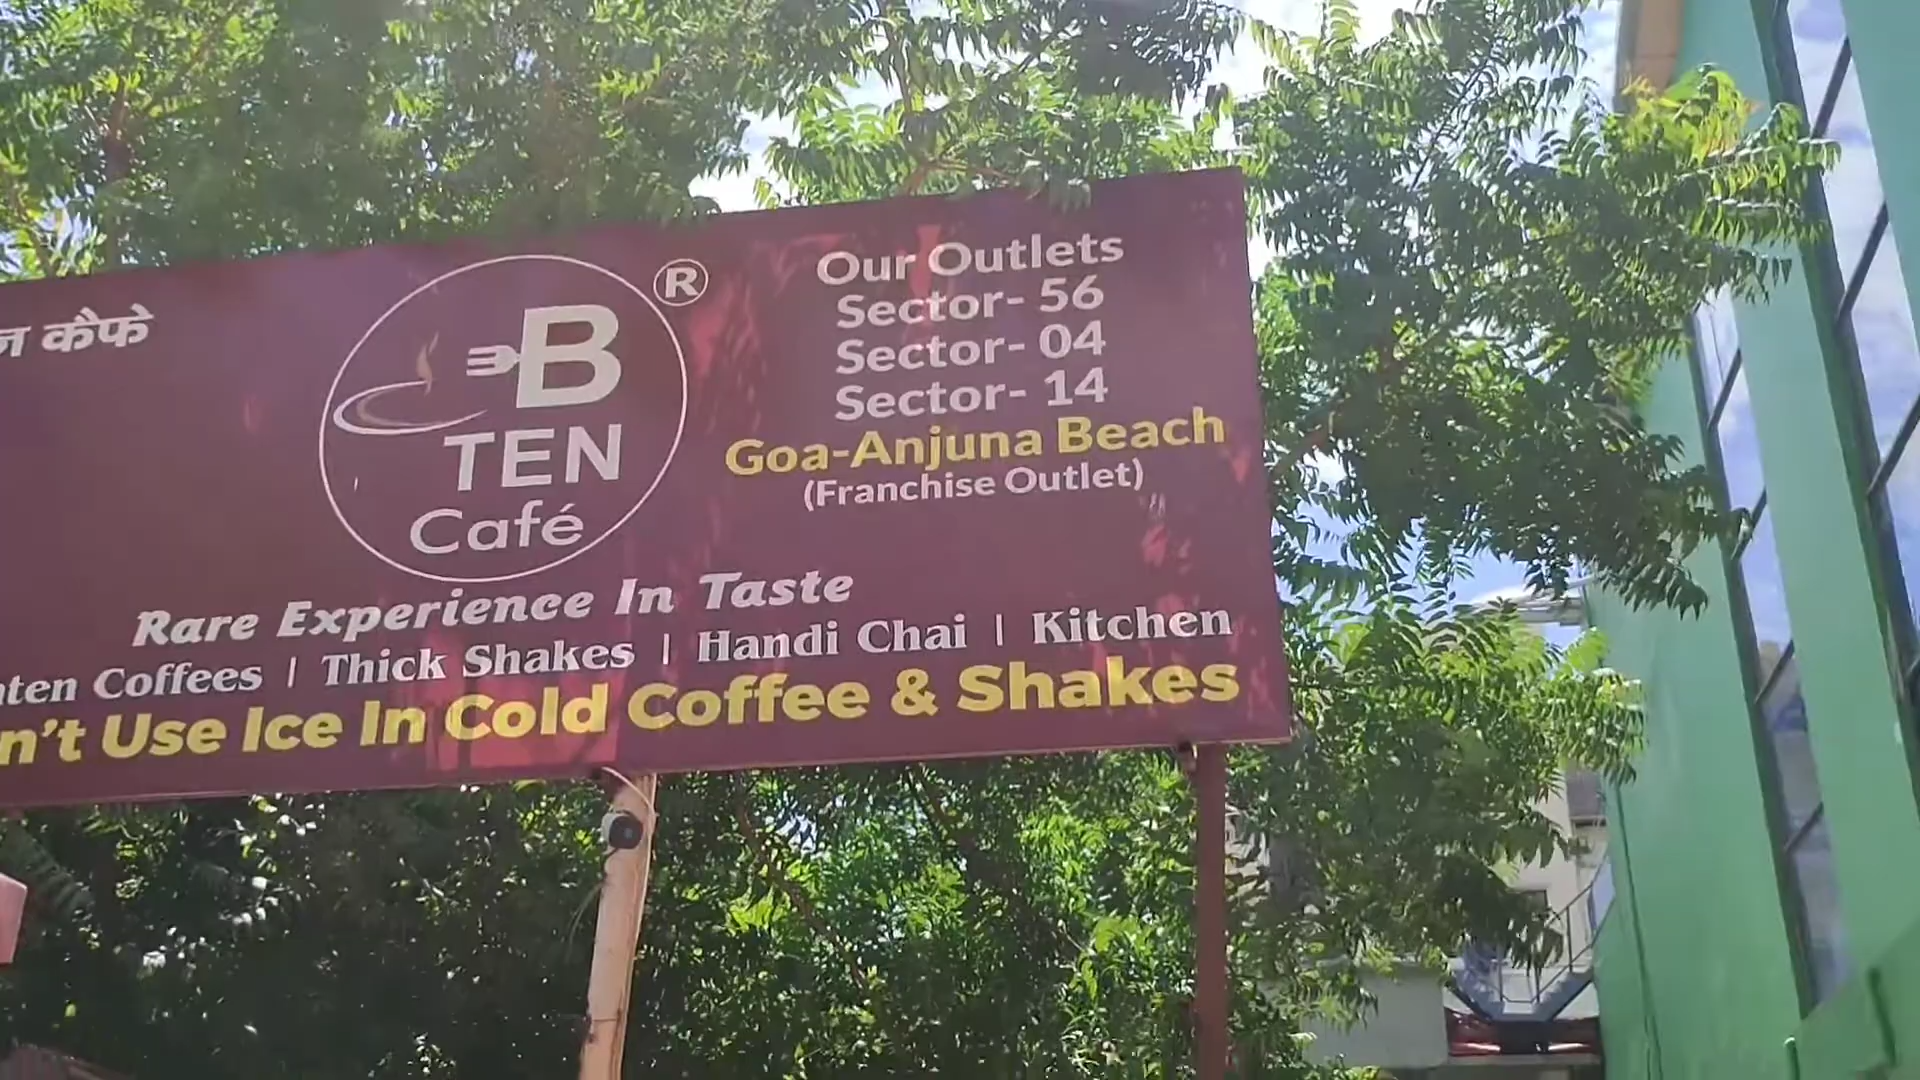 कैफे
B
TEN
Café
®
Our Outlets
Sector- 56
Sector- 04
Sector- 14
Goa-Anjuna Beach
(Franchise Outlet)
Rare Experience In Taste
Coffees | Thick Shakes | Handi Chai | Kitchen
Use Ice In Cold Coffee & Shakes